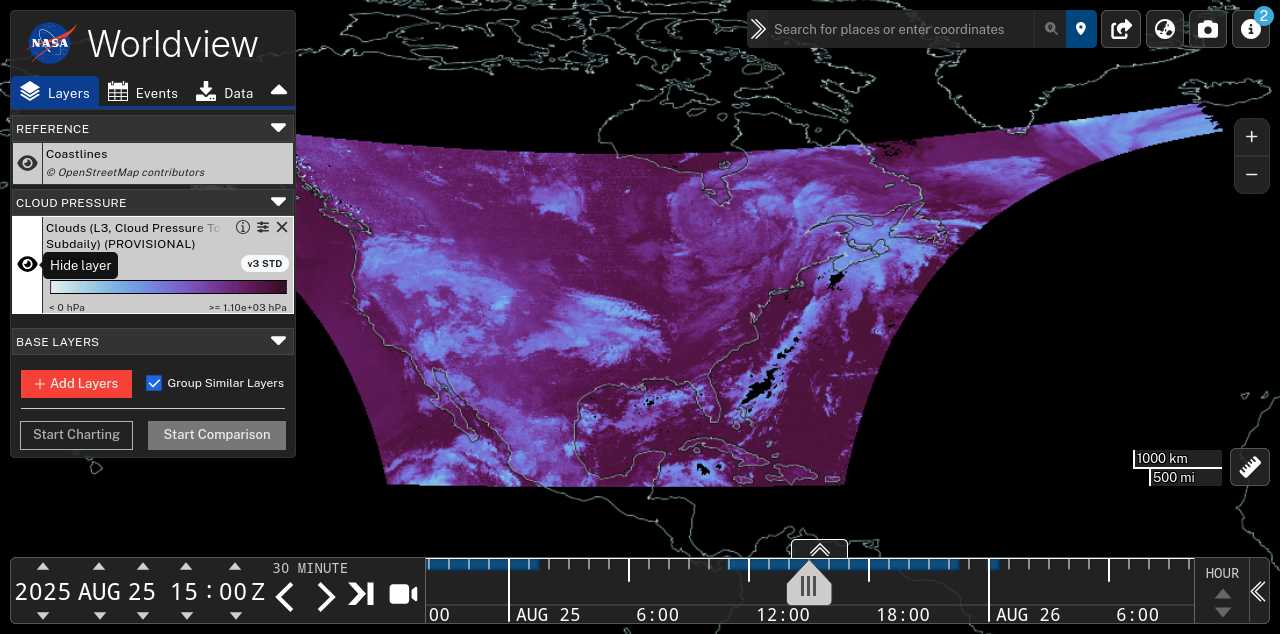 NASA Worldview
Search for places or enter coordinates
2
Layers Events Data
REFERENCE
Coastlines
© OpenStreetMap contributors
CLOUD PRESSURE
Clouds (L3, Cloud Pressure To
Subdaily) (PROVISIONAL)
Hide layer
v3 STD
< 0 hPa >= 1.10e+03 hPa
BASE LAYERS
+ Add Layers Group Similar Layers
Start Charting Start Comparison
+
−
1000 km
500 mi
30 MINUTE
2025 AUG 25 15 : 00 Z
00 AUG 25 6:00 12:00 18:00 AUG 26 6:00
HOUR